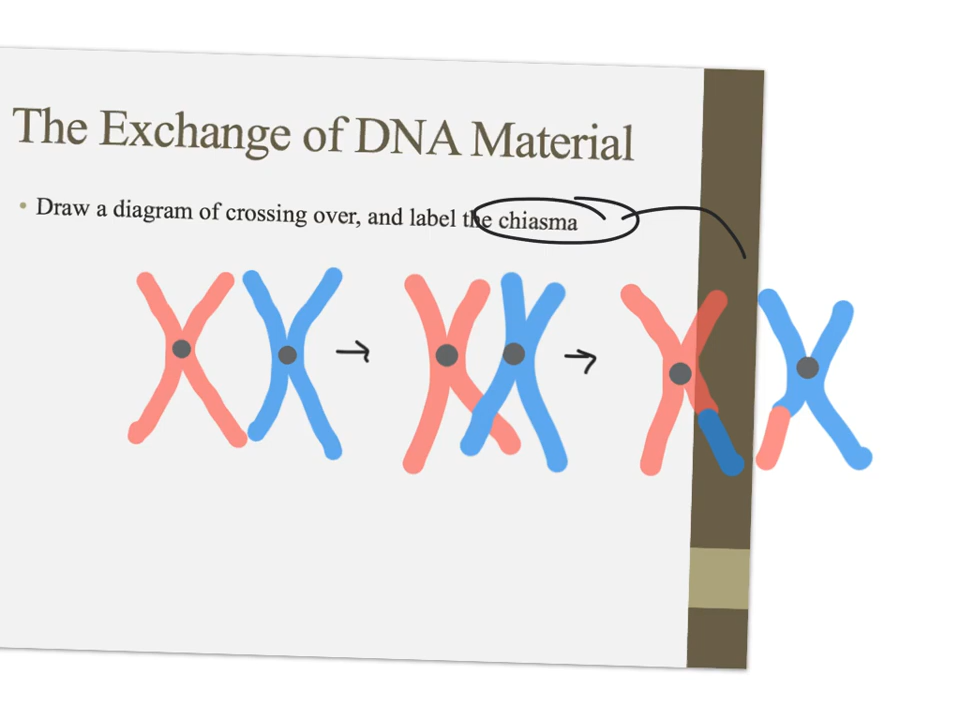 The Exchange of DNA Material
• Draw a diagram of crossing over, and label the chiasma